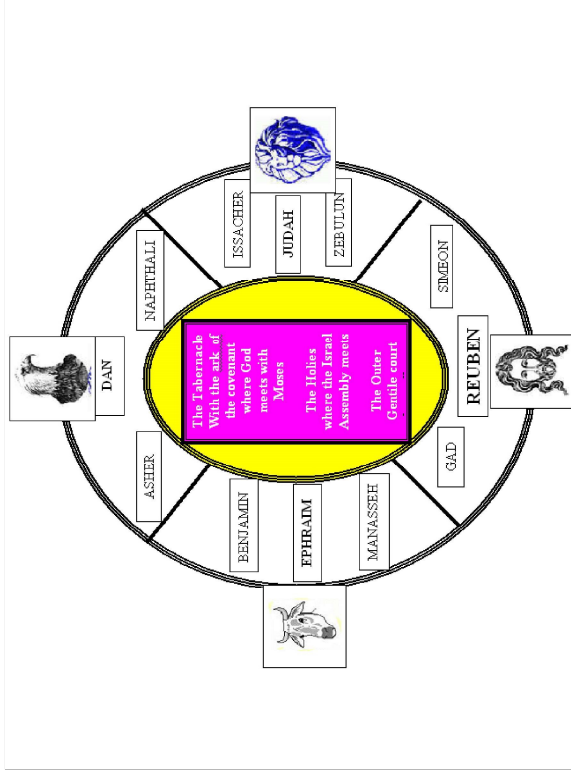 DAN
NAPHTHALI
ASHER
ISSACHER
JUDAH
ZEBULUN
The Tabernacle
With the ark of
the covenant
where God
meets with
Moses
The Holies
where the Israel
Assembly meets
The Outer
Gentile court
BENJAMIN
EPHRAIM
MANASSEH
SIMEON
REUBEN
GAD